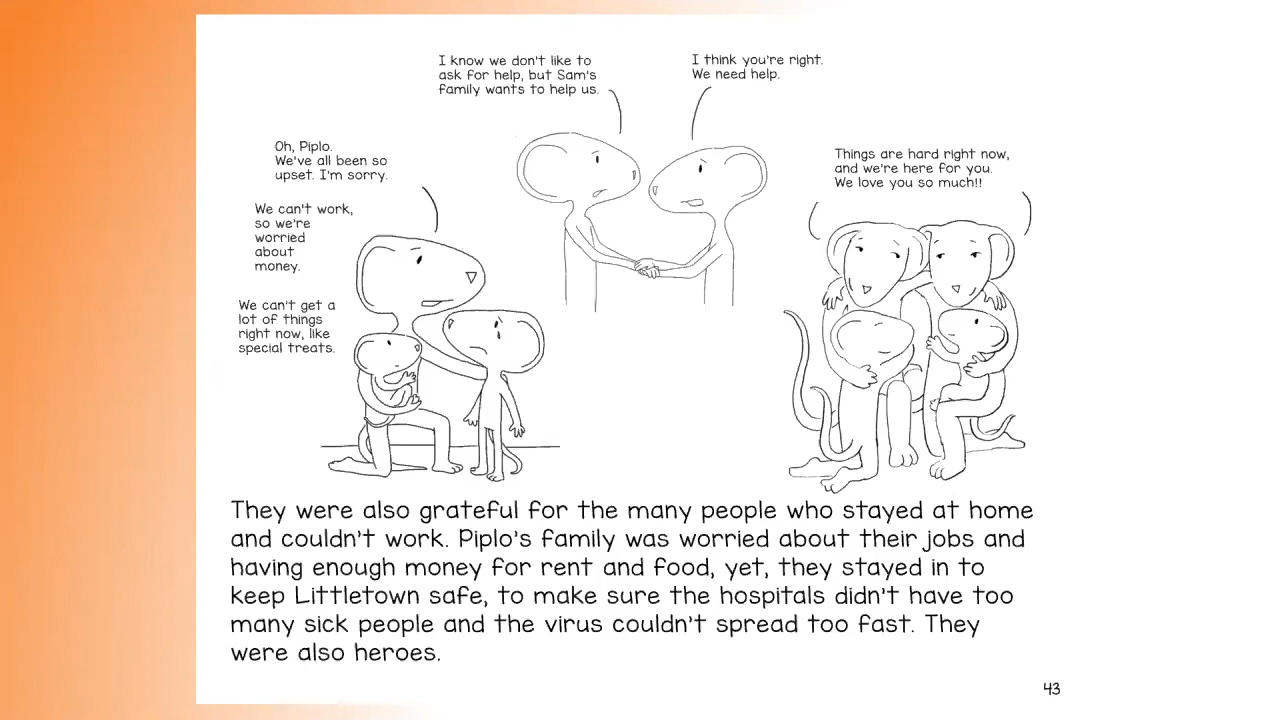 I know we don't like to
ask for help, but Sam's
family wants to help us.
I think you're right.
We need help.
Oh, Piplo.
We've all been so
upset. I'm sorry.
We can't work,
so we're
worried
about
money.
We can't get a
lot of things
right now, like
special treats.
Things are hard right now,
and we're here for you.
We love you so much!!
They were also grateful for the many people who stayed at home
and couldn't work. Piplo's family was worried about their jobs and
having enough money for rent and food, yet, they stayed in to
keep Littletown safe, to make sure the hospitals didn't have too
many sick people and the virus couldn't spread too fast. They
were also heroes.
43